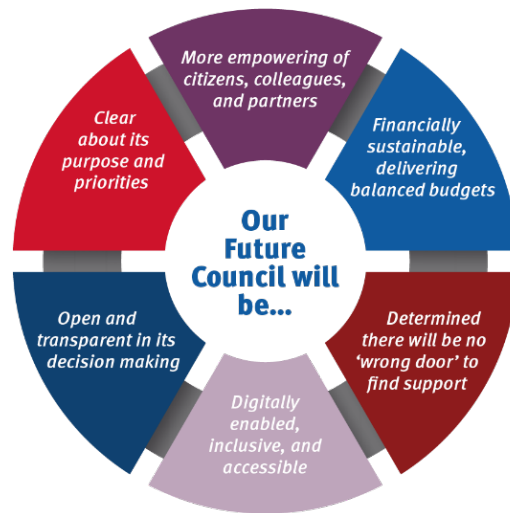 More empowering of
citizens, colleagues,
and partners
Clear
about its
purpose and
priorities
Financially
sustainable,
delivering
balanced budgets
Our
Future
Council will
be...
Open and
transparent in its
decision making
Determined
there will be no
‘wrong door’ to
find support
Digitally
enabled,
inclusive, and
accessible